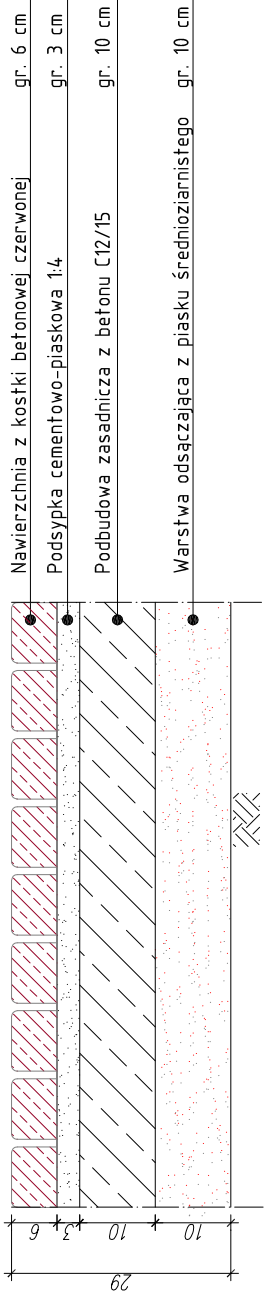 Nawierzchnia z kostki betonowej czerwonej gr. 6 cm
Podsypka cementowo-piaskowa 1:4 gr. 3 cm
Podbudowa zasadnicza z betonu C12/15 gr. 10 cm
Warstwa odsączająca z piasku średnioziarnistego gr. 10 cm
6
3
10
10
29